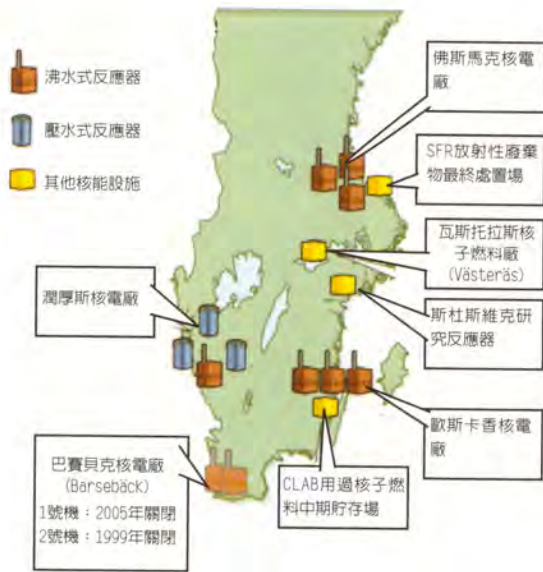 沸水式反應器
壓水式反應器
其他核能設施
佛斯馬克核電
廠
SFR放射性廢棄
物最終處置場
瓦斯托拉斯核
子燃料廠
(Västeräs)
斯杜斯維克研
究反應器
潤厚斯核電廠
歐斯卡香核電
廠
巴賽貝克核電廠
(Barsebäck)
1號機：2005年關閉
2號機：1999年關閉
CLAB用過核子燃
料中期貯存場